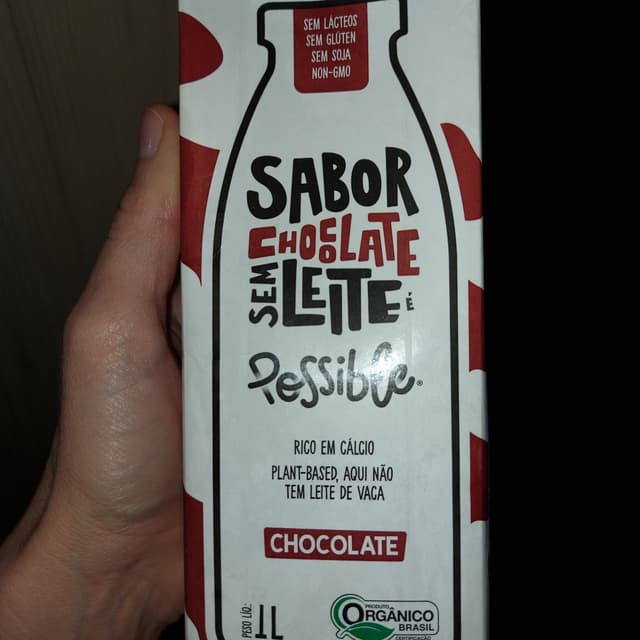 SEM LÁCTEOS
SEM GLÚTEN
SEM SOJA
NON-GMO
SABOR
CHOCOLATE
SEM LEITE É
Possible®
RICO EM CÁLCIO
PLANT-BASED, AQUI NÃO
TEM LEITE DE VACA
CHOCOLATE
PESO LÍQ.: 1L
PRODUTO
ORGÂNICO
BRASIL
CERTIFICAÇÃO